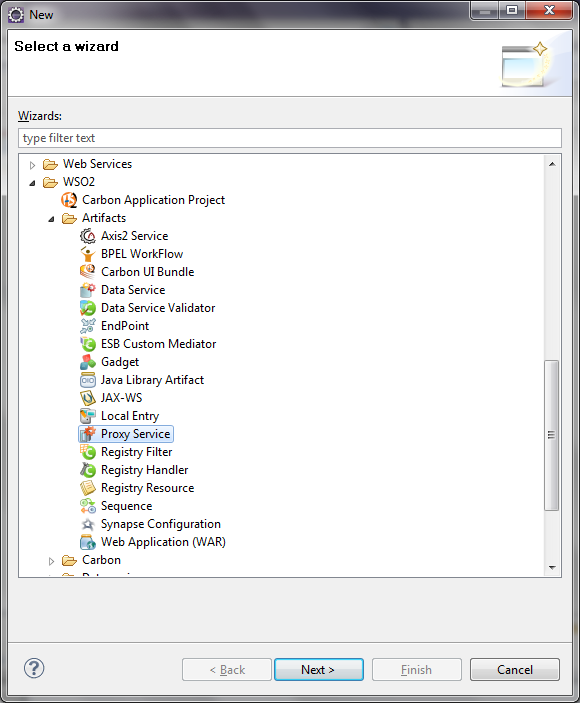 New
Select a wizard
Wizards:
type filter text
Web Services
WSO2
Carbon Application Project
Artifacts
Axis2 Service
BPEL WorkFlow
Carbon UI Bundle
Data Service
Data Service Validator
EndPoint
ESB Custom Mediator
Gadget
Java Library Artifact
JAX-WS
Local Entry
Proxy Service
Registry Filter
Registry Handler
Registry Resource
Sequence
Synapse Configuration
Web Application (WAR)
Carbon
? < Back Next > Finish Cancel